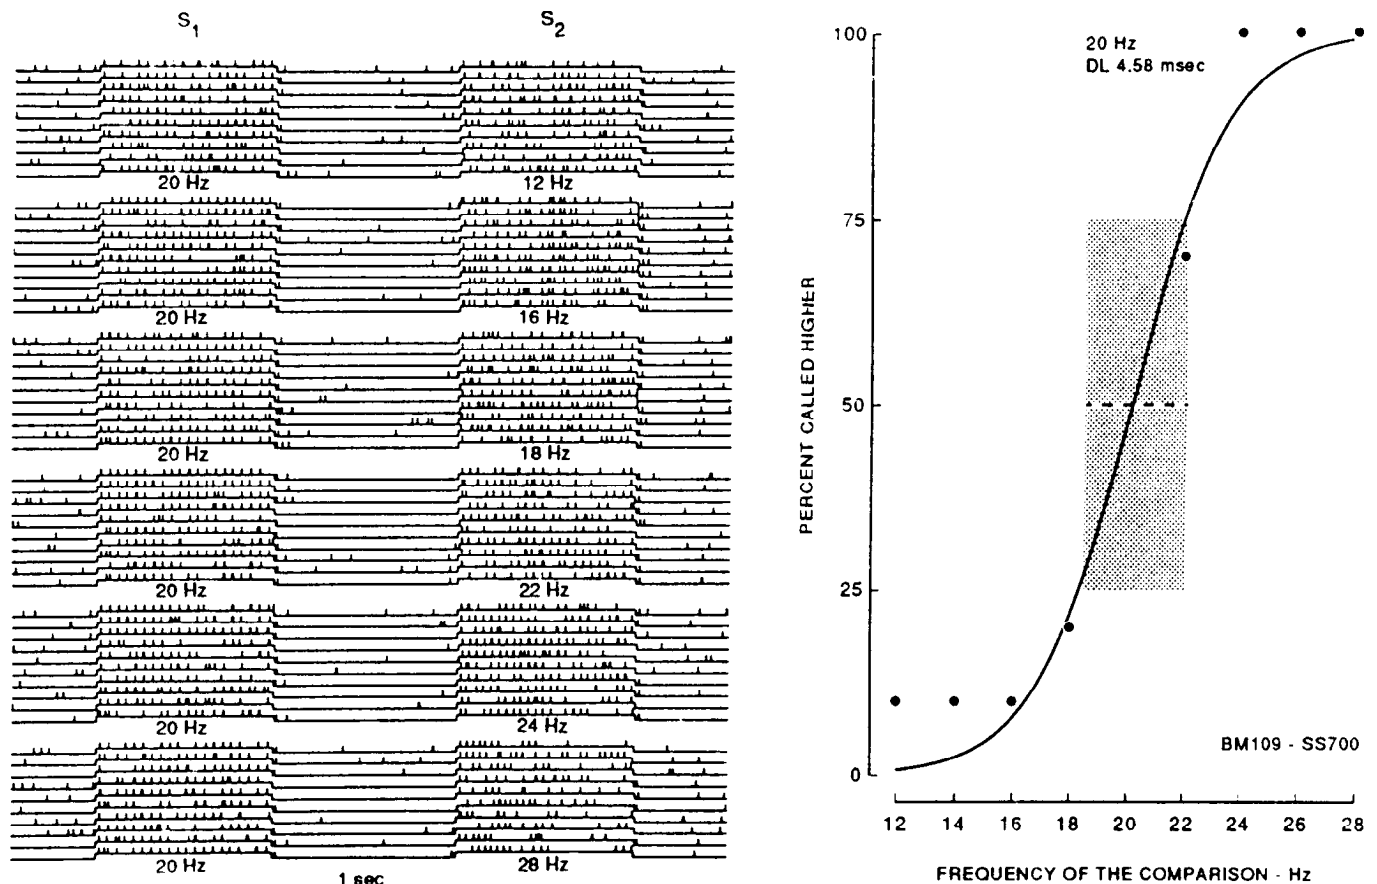 S1 S2
20 Hz 12 Hz
20 Hz 16 Hz
20 Hz 18 Hz
20 Hz 22 Hz
20 Hz 24 Hz
20 Hz 28 Hz
1 sec
20 Hz
DL 4.58 msec
100
75
50
25
0
PERCENT CALLED HIGHER
BM109 - SS700
12 14 16 18 20 22 24 26 28
FREQUENCY OF THE COMPARISON - Hz